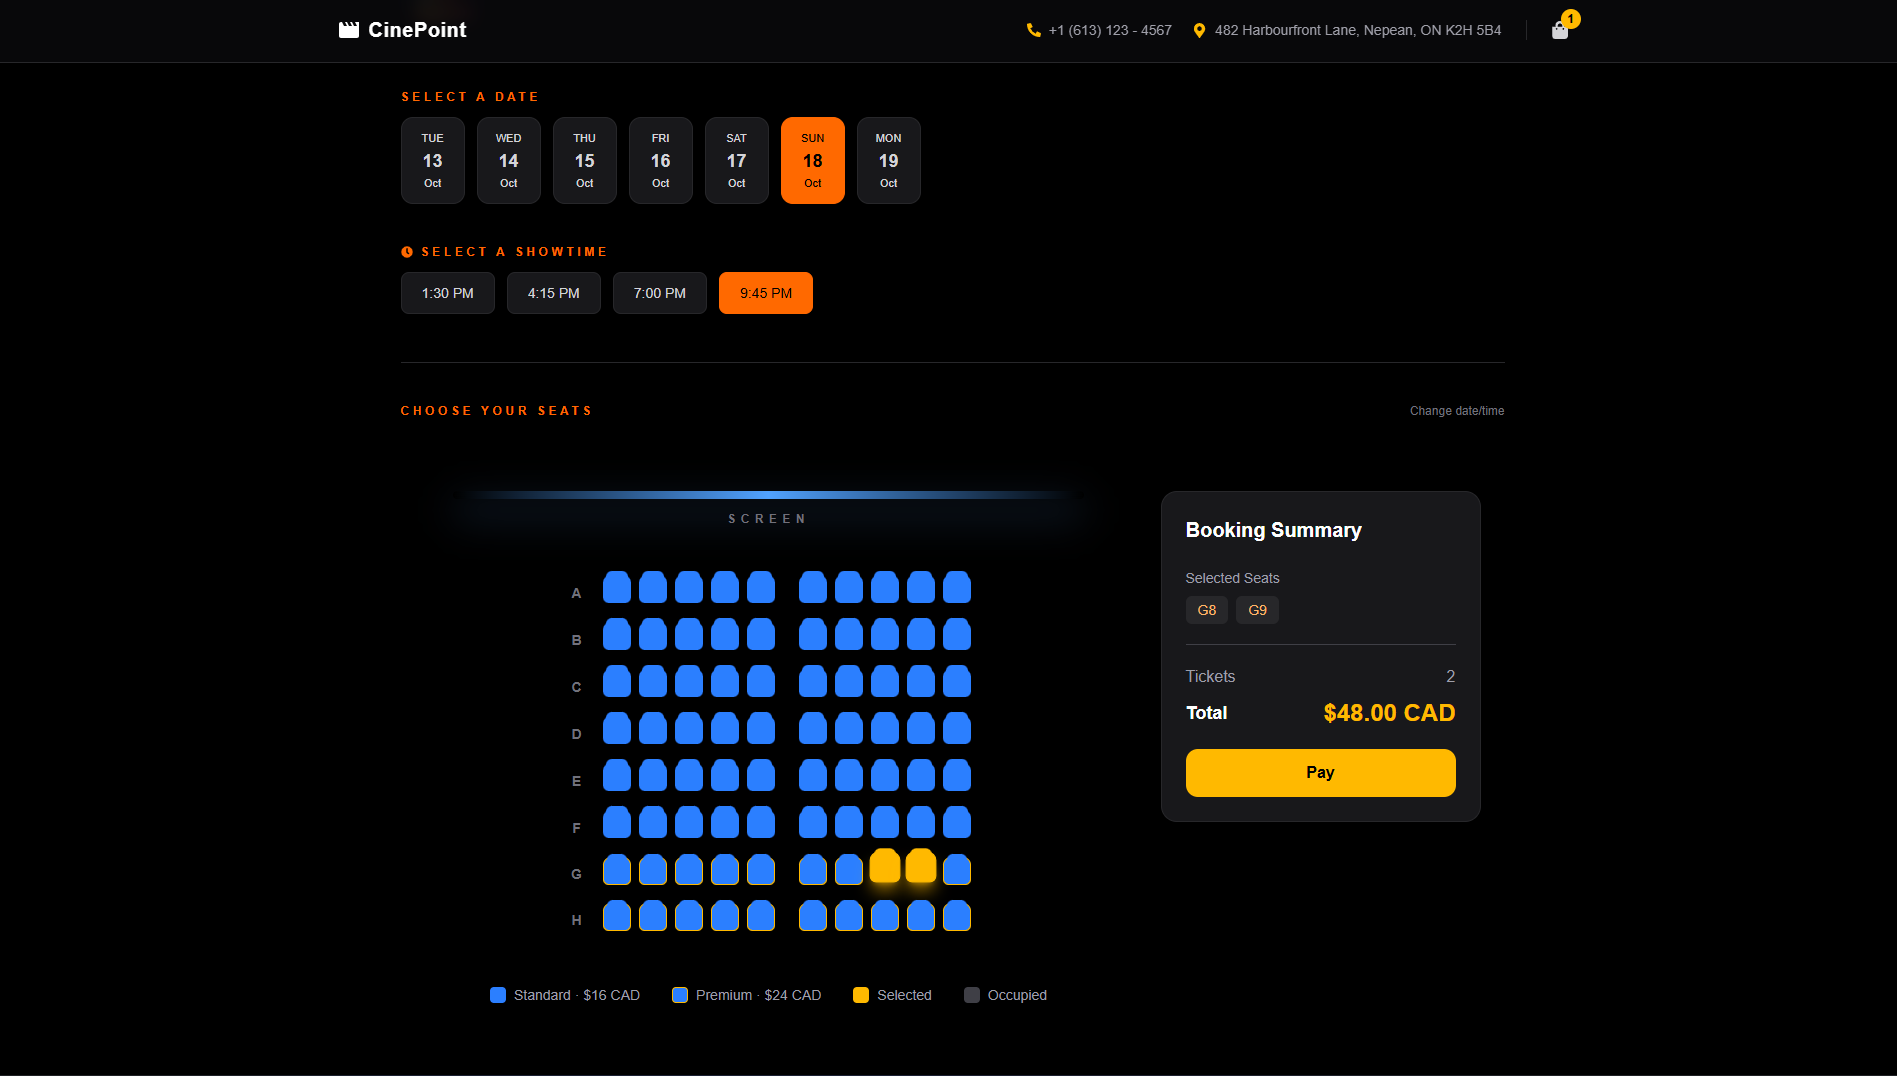 CinePoint
+1 (613) 123 - 4567
482 Harbourfront Lane, Nepean, ON K2H 5B4
1
SELECT A DATE
TUE
13
Oct
WED
14
Oct
THU
15
Oct
FRI
16
Oct
SAT
17
Oct
SUN
18
Oct
MON
19
Oct
SELECT A SHOWTIME
1:30 PM
4:15 PM
7:00 PM
9:45 PM
CHOOSE YOUR SEATS
Change date/time
SCREEN
A
B
C
D
E
F
G
H
Standard · $16 CAD
Premium · $24 CAD
Selected
Occupied
Booking Summary
Selected Seats
G8 G9
Tickets 2
Total $48.00 CAD
Pay